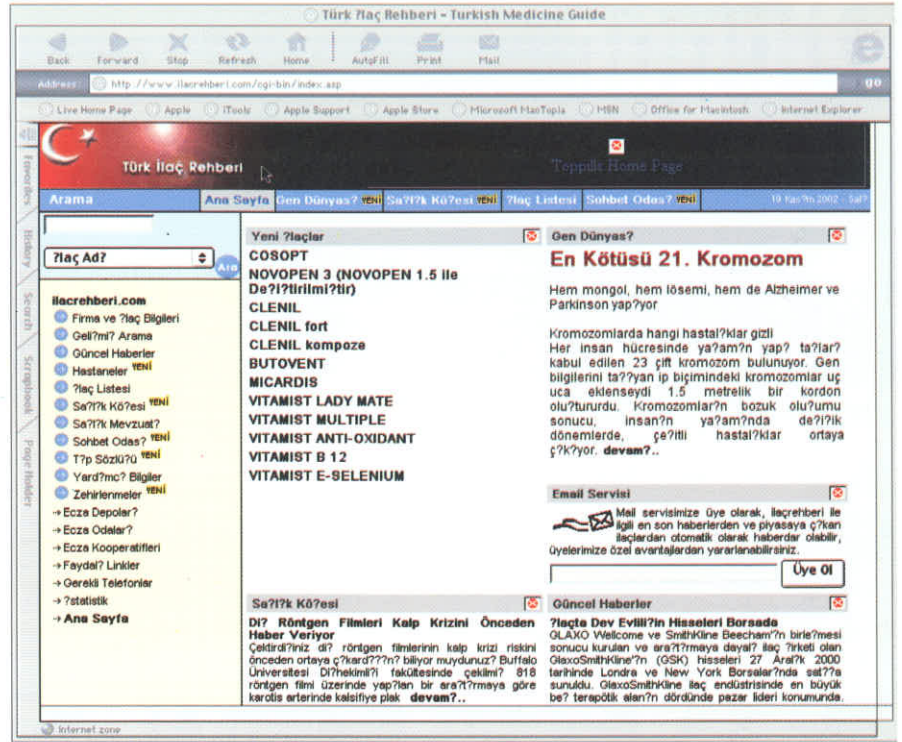 Türk ?laç Rehberi - Turkish Medicine Guide
Back Forward Stop Refresh Home AutoFill Print Mail
Address: http://www.ilacrehberi.com/cgi-bin/index.asp go
Live Home Page Apple iTools Apple Support Apple Store Microsoft MacTopia MSN Office for Macintosh Internet Explorer
Favorites
History
Search
Scrapbook
Page Holder
Türk İlaç Rehberi
Toppills Home Page
Arama Ana Sayfa Gen Dünyas? YENİ Sa?l?k Kö?esi YENİ ?laç Listesi Sohbet Odas? YENİ 19 Kas?m 2002 - Sal?
?laç Ad?
Ara
ilacrehberi.com
Firma ve ?laç Bilgileri
Geli?mi? Arama
Güncel Haberler
Hastaneler YENİ
?laç Listesi
Sa?l?k Kö?esi YENİ
Sa?l?k Mevzuat?
Sohbet Odas? YENİ
T?p Sözlü?ü YENİ
Yard?mc? Bilgiler
Zehirlenmeler YENİ
→ Ecza Depolar?
→ Ecza Odalar?
→ Ecza Kooperatifleri
→ Faydal? Linkler
→ Gerekli Telefonlar
→ ?statistik
→ Ana Sayfa
Yeni ?laçlar
COSOPT
NOVOPEN 3 (NOVOPEN 1.5 ile
De?i?tirilmi?tir)
CLENIL
CLENIL fort
CLENIL kompoze
BUTOVENT
MICARDIS
VITAMIST LADY MATE
VITAMIST MULTIPLE
VITAMIST ANTI-OXIDANT
VITAMIST B 12
VITAMIST E-SELENIUM
Gen Dünyas?
En Kötüsü 21. Kromozom
Hem mongol, hem lösemi, hem de Alzheimer ve
Parkinson yap?yor
Kromozomlarda hangi hastal?klar gizli
Her insan hücresinde ya?am?n yap? ta?lar?
kabul edilen 23 çift kromozom bulunuyor. Gen
bilgilerini ta??yan ip biçimindeki kromozomlar uç
uca eklenseydi 1.5 metrelik bir kordon
olu?tururdu. Kromozomlar?n bozuk olu?umu
sonucu, insan?n ya?am?nda de?i?ik
dönemlerde, çe?itli hastal?klar ortaya
ç?k?yor. devam?..
Email Servisi
Mail servisimize üye olarak, ilaçrehberi ile
ilgili en son haberlerden ve piyasaya ç?kan
ilaçlardan otomatik olarak haberdar olabilir,
üyelerimize özel avantajlardan yararlanabilirsiniz.
Üye Ol
Sa?l?k Kö?esi
Di? Röntgen Filmleri Kalp Krizini Önceden
Haber Veriyor
Çektirdi?iniz di? röntgen filmlerinin kalp krizi riskini
önceden ortaya ç?kard???n? biliyor muydunuz? Buffalo
Üniversitesi Di?hekimli?i fakültesinde çekilmi? 818
röntgen filmi üzerinde yap?lan bir ara?t?rmaya göre
karotis arterinde kalsifiye plak devam?..
Güncel Haberler
?laçta Dev Evlili?in Hisseleri Borsada
GLAXO Wellcome ve SmithKline Beecham'?n birle?mesi
sonucu kurulan ve ara?t?rmaya dayal? ilaç ?irketi olan
GlaxoSmithKline'?n (GSK) hisseleri 27 Aral?k 2000
tarihinde Londra ve New York Borsalar?nda sat??a
sunuldu. GlaxoSmithKline ilaç endüstrisinde en büyük
be? terapötik alan?n dördünde pazar lideri konumunda.
Internet zone